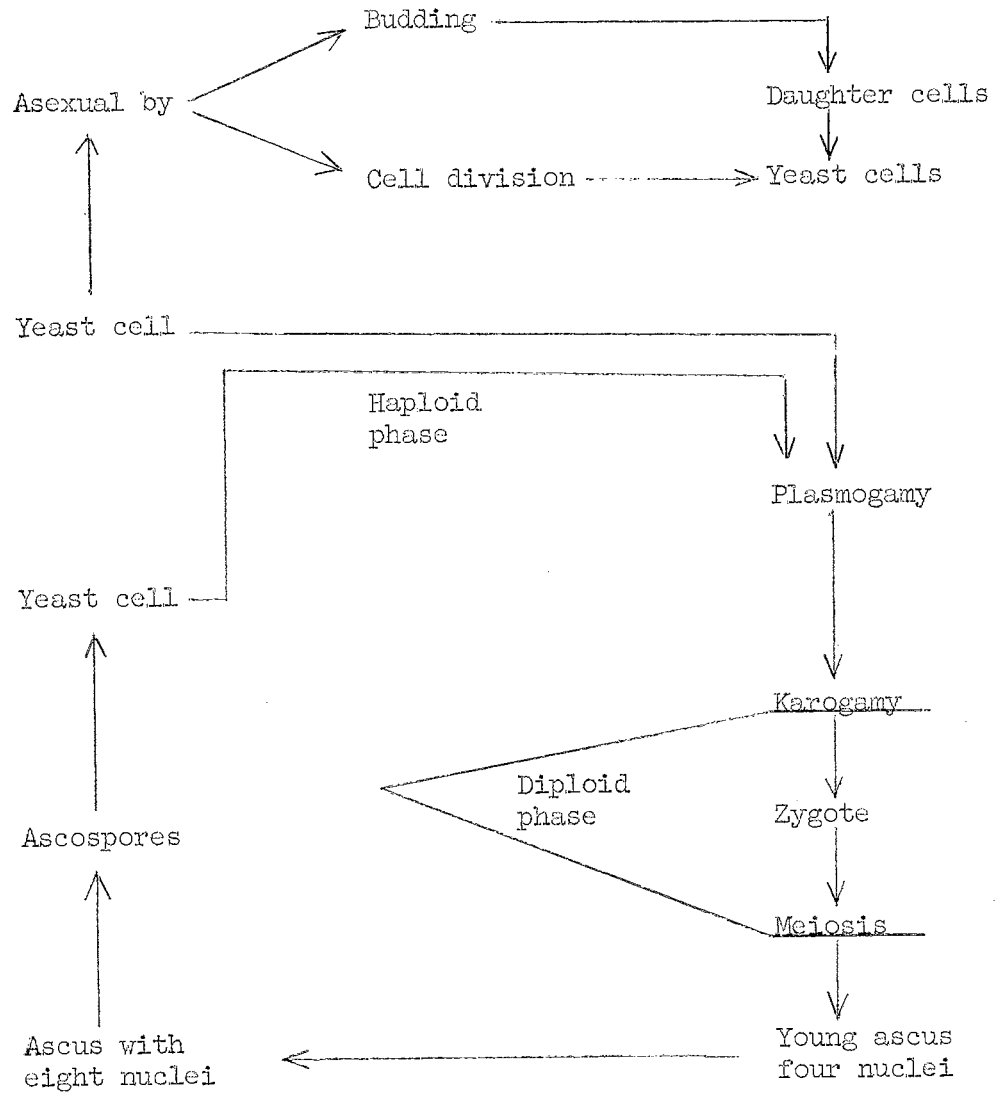 Budding
Asexual by
Daughter cells
Cell division
Yeast cells
Yeast cell
Haploid
phase
Plasmogamy
Yeast cell
Karogamy
Diploid
phase
Zygote
Ascospores
Meiosis
Ascus with
eight nuclei
Young ascus
four nuclei